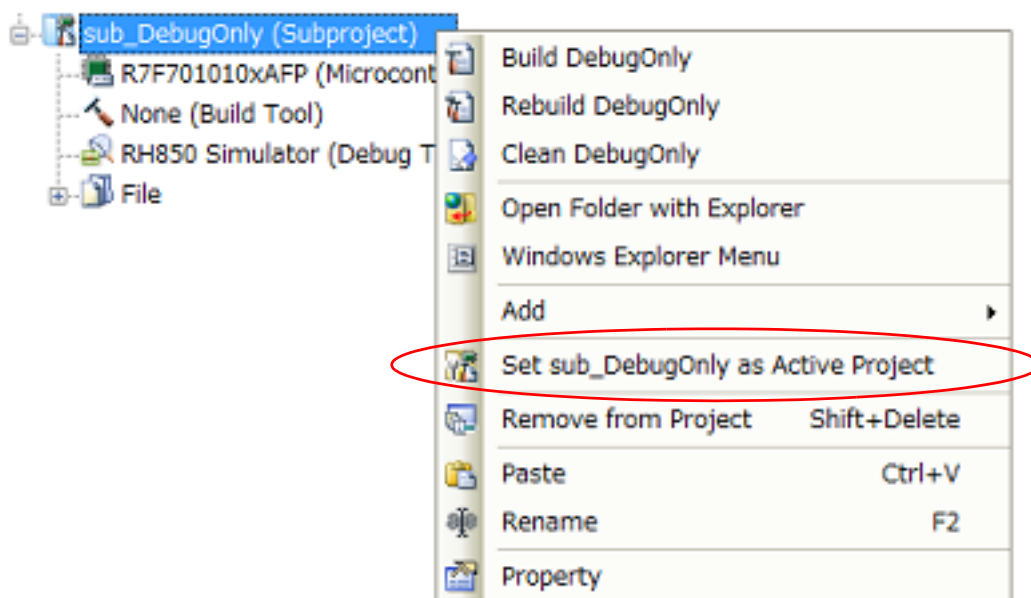 sub_DebugOnly (Subproject)
R7F701010xAFP (Microcont
None (Build Tool)
RH850 Simulator (Debug T
File
Build DebugOnly
Rebuild DebugOnly
Clean DebugOnly
Open Folder with Explorer
Windows Explorer Menu
Add
Set sub_DebugOnly as Active Project
Remove from Project Shift+Delete
Paste Ctrl+V
Rename F2
Property